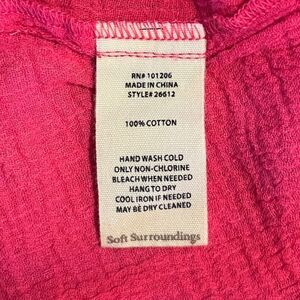 RN# 101206
MADE IN CHINA
STYLE# 26612
100% COTTON
HAND WASH COLD
ONLY NON-CHLORINE
BLEACH WHEN NEEDED
HANG TO DRY
COOL IRON IF NEEDED
MAY BE DRY CLEANED
Soft Surroundings